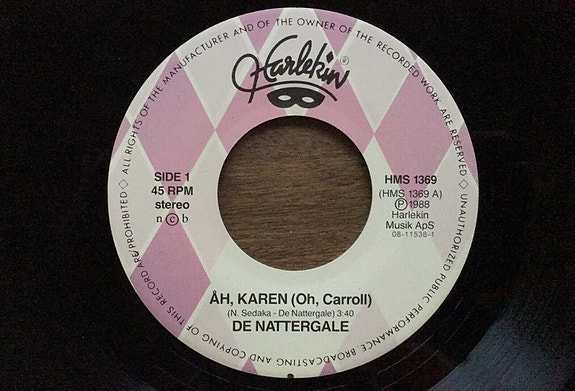 ALL RIGHTS OF THE MANUFACTURER AND OF THE OWNER OF THE RECORDED WORK ARE RESERVED
UNAUTHORIZED PUBLIC PERFORMANCE, BROADCASTING AND COPYING OF THIS RECORD ARE PROHIBITED
Harlekin ®
SIDE 1
45 RPM
stereo
n©b
HMS 1369
(HMS 1369 A)
℗ 1988
Harlekin
Musik ApS
08-11538-1
ÅH, KAREN (Oh, Carroll)
(N. Sedaka - De Nattergale) 3:40
DE NATTERGALE